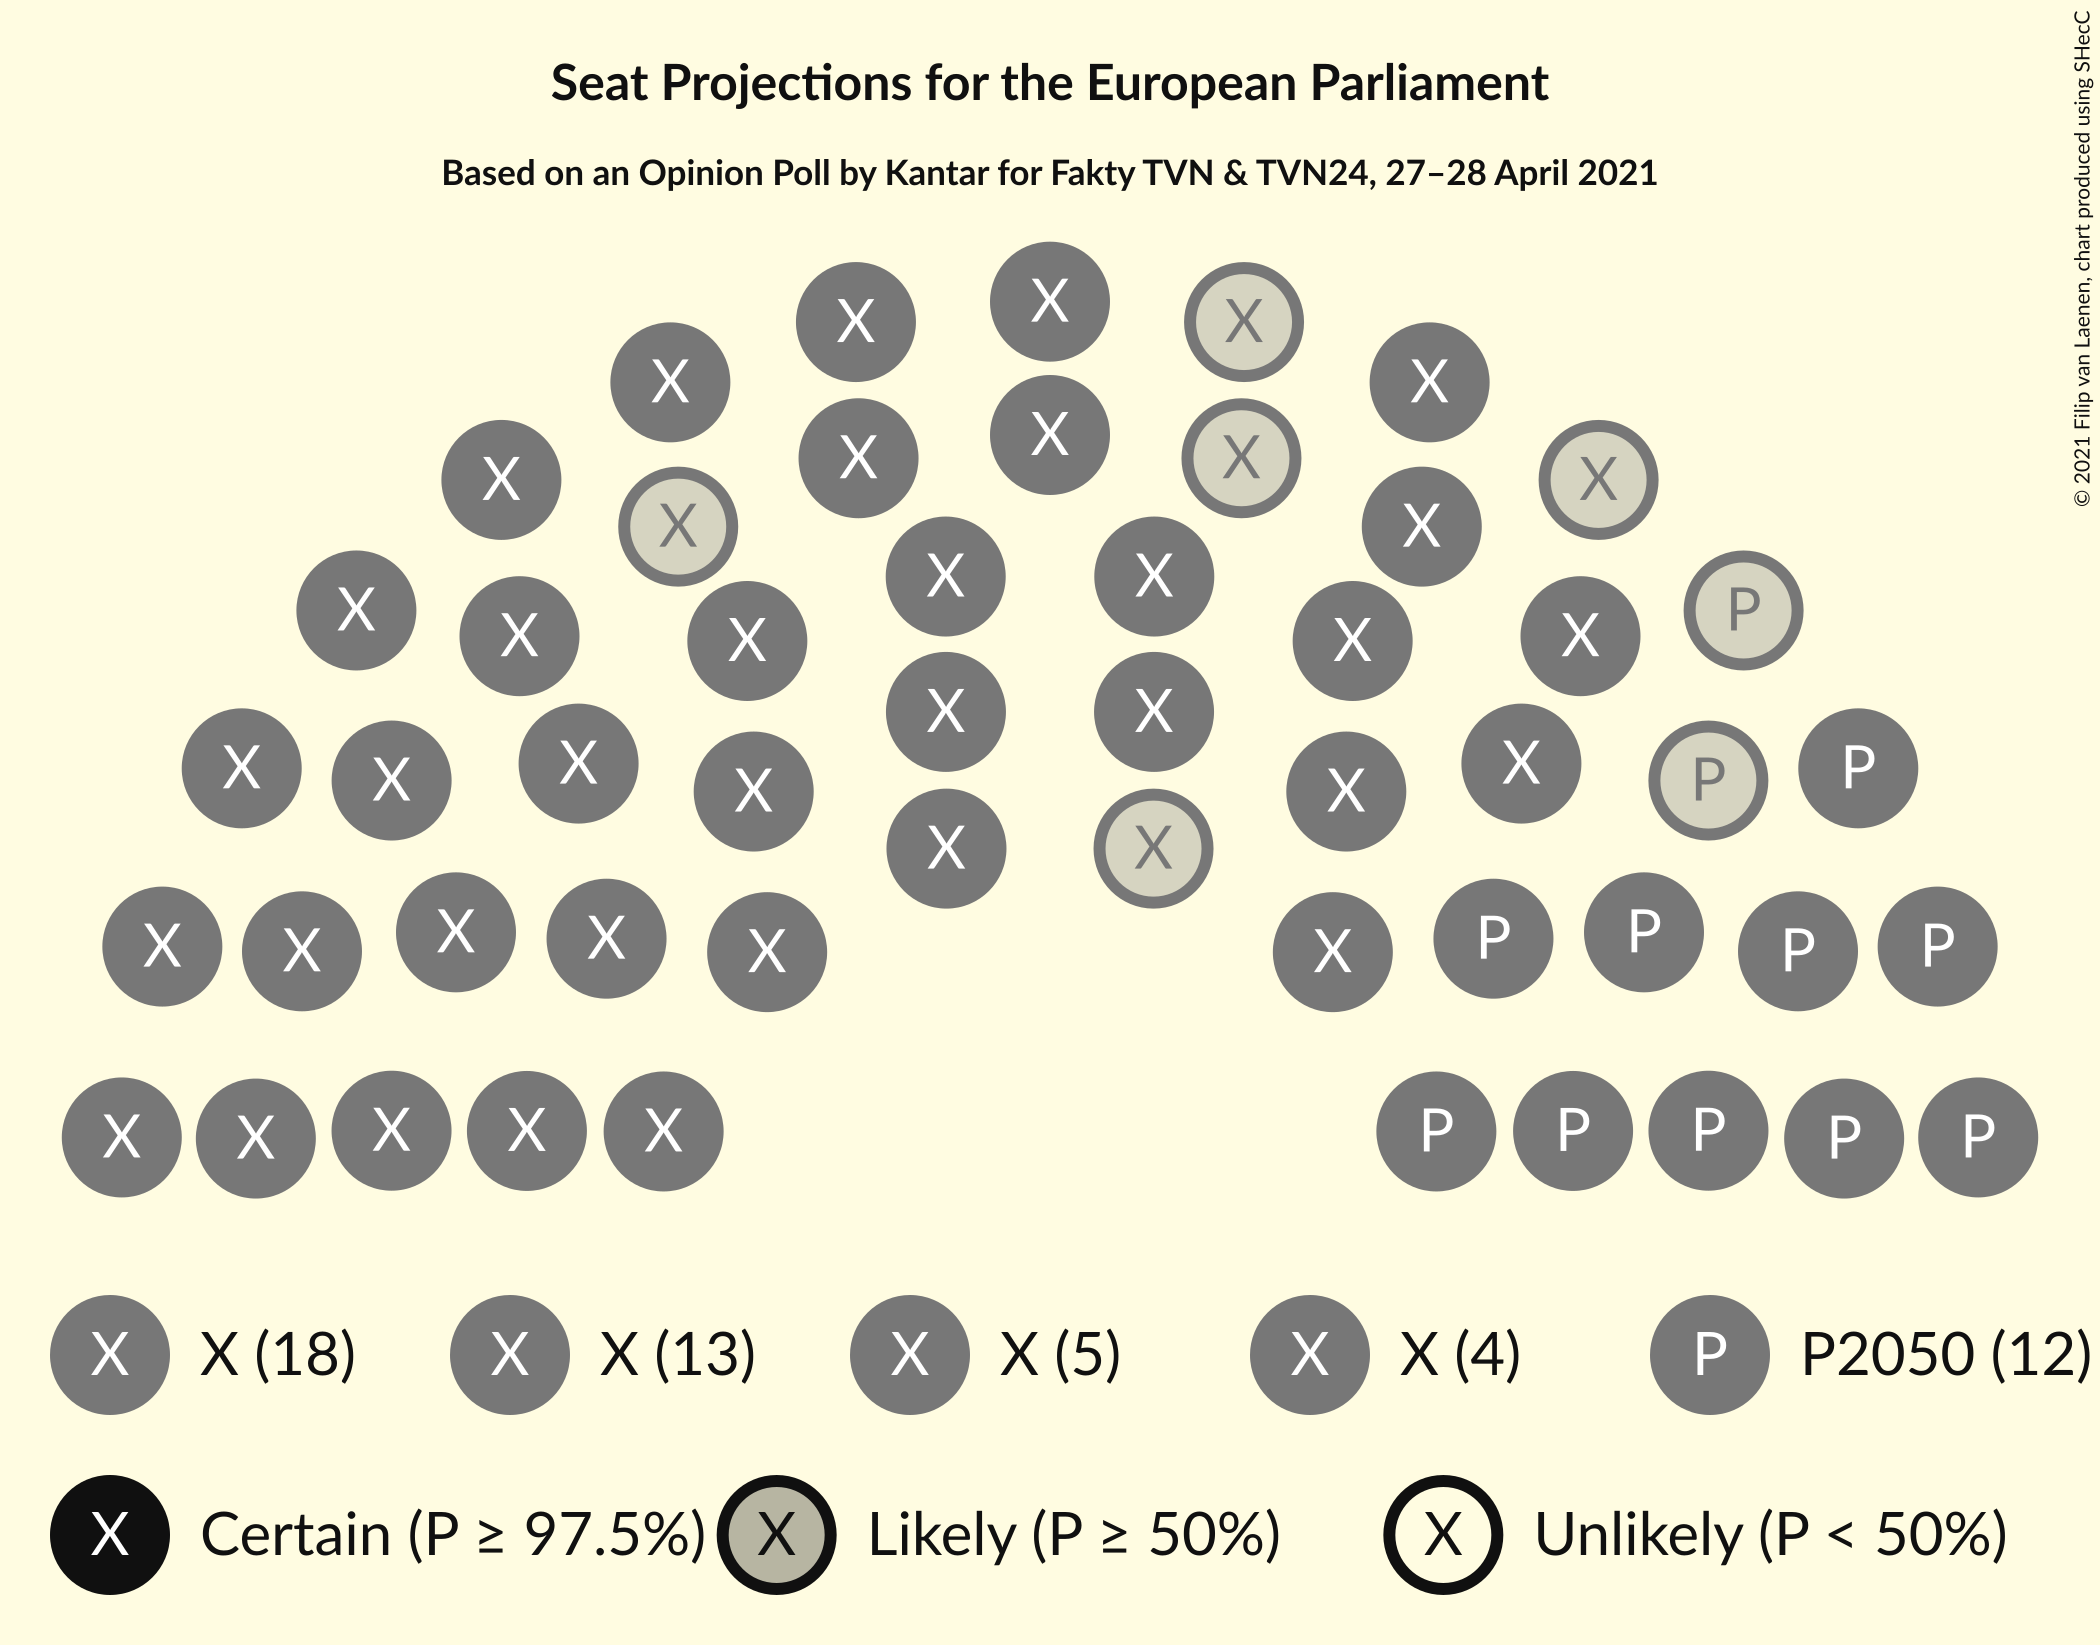 Seat Projections for the European Parliament
Based on an Opinion Poll by Kantar for Fakty TVN & TVN24, 27–28 April 2021
© 2021 Filip van Laenen, chart produced using SHecC
X
X X
X X
X X X
X X
X X
X X
X X
X P
X X
X X
X X
X X
X P
X X
X P
X X
X X
X X
X P P
X X P P
X X P P
X X X X X P P P P P
X X (18) X X (13) X X (5) X X (4) P P2050 (12)
X Certain (P ≥ 97.5%) X Likely (P ≥ 50%) X Unlikely (P < 50%)